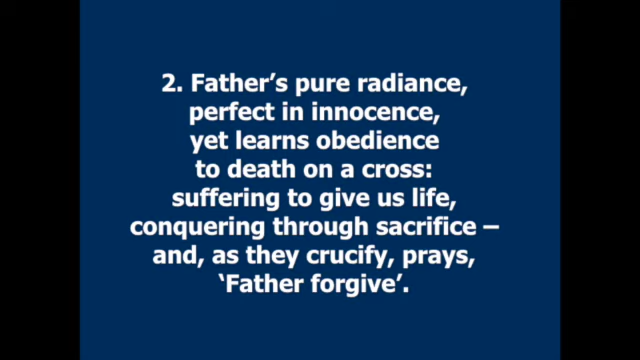 2. Father's pure radiance,
perfect in innocence,
yet learns obedience
to death on a cross:
suffering to give us life,
conquering through sacrifice –
and, as they crucify, prays,
‘Father forgive’.